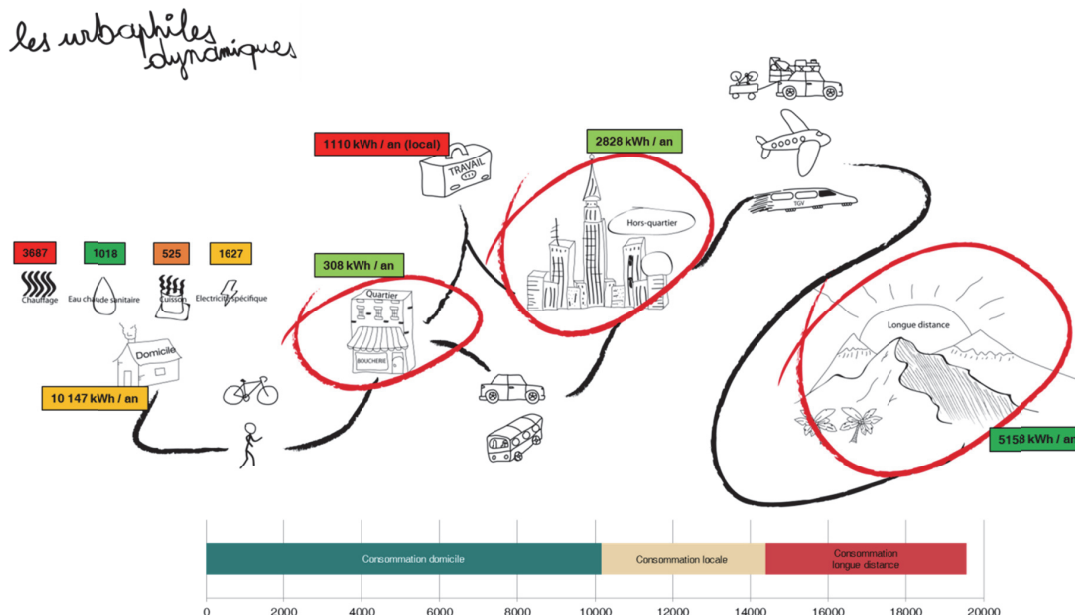 les urbaphiles
dynamiques
1110 kWh / an (local)
TRAVAIL
2828 kWh / an
Hors-quartier
TGV
3687
1018
525
1627
Chauffage
Eau chaude sanitaire
Cuisson
Electricité spécifique
308 kWh / an
Quartier
BOUCHERIE
Domicile
10 147 kWh / an
Longue distance
5158 kWh / an
Consommation domicile
Consommation locale
Consommation
longue distance
0
2000
4000
6000
8000
10000
12000
14000
16000
18000
20000